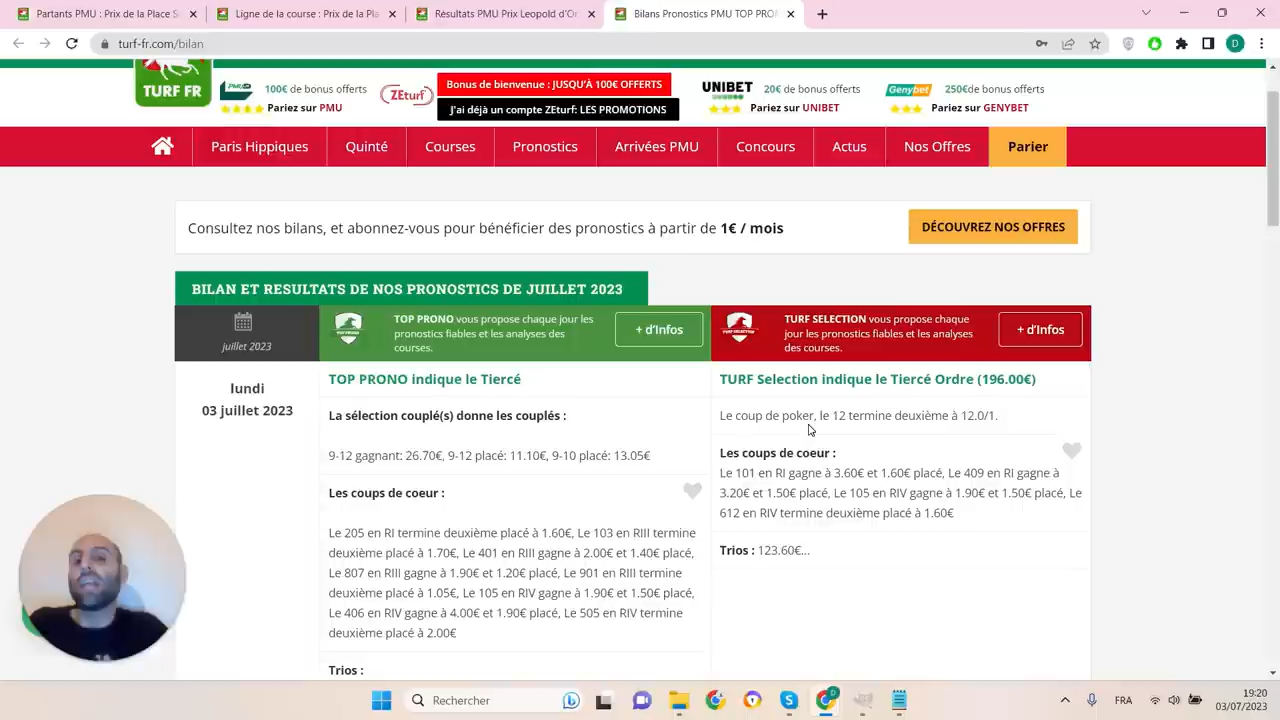 Partants PMU : Prix de la Place S
Ligne de la course : Prix de la Pl
Résultats PMU Prix Leopold d'Or
Bilans Pronostics PMU TOP PRO
turf-fr.com/bilan
TURF FR
PMU
100€ de bonus offerts
Pariez sur PMU
ZEturf
Bonus de bienvenue : JUSQU'À 100€ OFFERTS
J'ai déjà un compte ZEturf: LES PROMOTIONS
UNIBET
20€ de bonus offerts
Pariez sur UNIBET
Genybet
250€de bonus offerts
Pariez sur GENYBET
Paris Hippiques
Quinté
Courses
Pronostics
Arrivées PMU
Concours
Actus
Nos Offres
Parier
Consultez nos bilans, et abonnez-vous pour bénéficier des pronostics à partir de 1€ / mois
DÉCOUVREZ NOS OFFRES
BILAN ET RESULTATS DE NOS PRONOSTICS DE JUILLET 2023
juillet 2023
TOP PRONO vous propose chaque jour les
pronostics fiables et les analyses des
courses.
+ d'Infos
TURF SELECTION vous propose chaque
jour les pronostics fiables et les analyses
des courses.
+ d'Infos
lundi
03 juillet 2023
TOP PRONO indique le Tiercé
La sélection couplé(s) donne les couplés :
9-12 gagnant: 26.70€, 9-12 placé: 11.10€, 9-10 placé: 13.05€
Les coups de coeur :
Le 205 en RI termine deuxième placé à 1.60€, Le 103 en RIII termine
deuxième placé à 1.70€, Le 401 en RIII gagne à 2.00€ et 1.40€ placé,
Le 807 en RIII gagne à 1.90€ et 1.20€ placé, Le 901 en RIII termine
deuxième placé à 1.05€, Le 105 en RIV gagne à 1.90€ et 1.50€ placé,
Le 406 en RIV gagne à 4.00€ et 1.90€ placé, Le 505 en RIV termine
deuxième placé à 2.00€
Trios :
TURF Selection indique le Tiercé Ordre (196.00€)
Le coup de poker, le 12 termine deuxième à 12.0/1.
Les coups de coeur :
Le 101 en RI gagne à 3.60€ et 1.60€ placé, Le 409 en RI gagne à
3.20€ et 1.50€ placé, Le 105 en RIV gagne à 1.90€ et 1.50€ placé, Le
612 en RIV termine deuxième placé à 1.60€
Trios : 123.60€...
Rechercher
FRA
19:20
03/07/2023